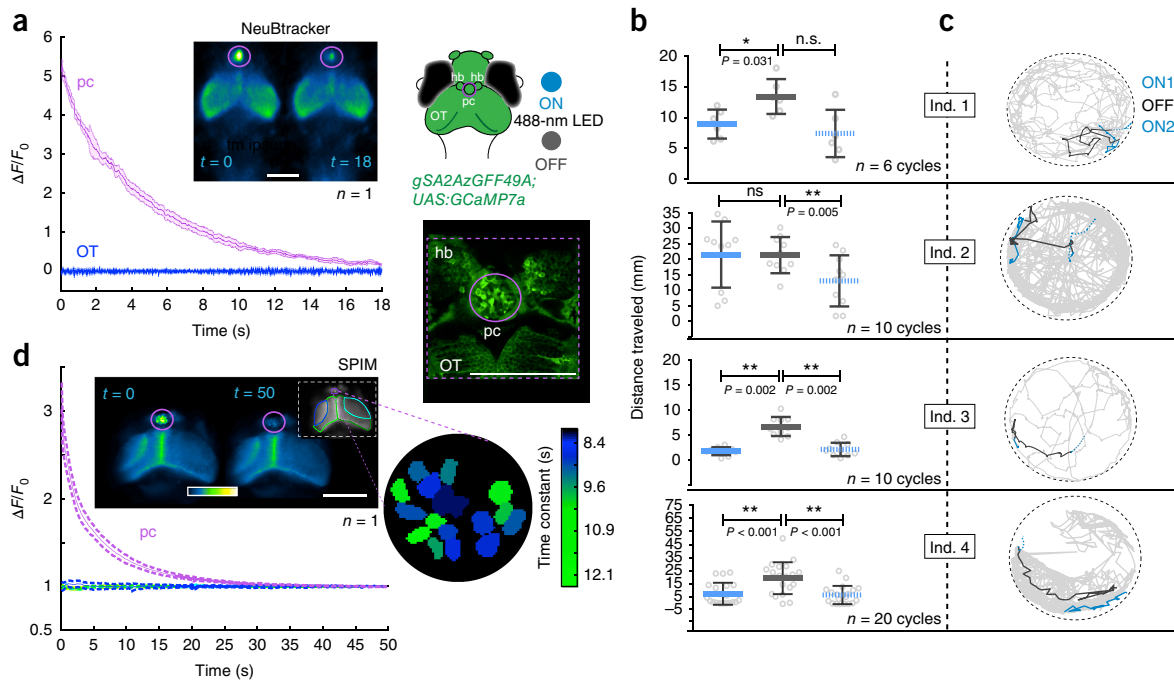 a
NeuBtracker
6
5
4
3
2
1
0
ΔF/F0
pc
OT
t = 0
t = 18
n = 1
0 2 4 6 8 10 12 14 16 18
Time (s)
hb hb
pc
OT
ON
488-nm LED
OFF
gSA2AzGFF49A;
UAS:GCaMP7a
hb
pc
OT
b
Distance traveled (mm)
20
15
10
5
0
*
P = 0.031
n.s.
n = 6 cycles
35
30
25
20
15
10
5
0
ns
**
P = 0.005
n = 10 cycles
20
15
10
5
0
**
P = 0.002
**
P = 0.002
n = 10 cycles
75
65
55
45
35
25
15
5
–5
**
P < 0.001
**
P < 0.001
n = 20 cycles
c
Ind. 1
Ind. 2
Ind. 3
Ind. 4
ON1
OFF
ON2
d
SPIM
3
2
1
0.5
ΔF/F0
t = 0
t = 50
n = 1
pc
0 5 10 15 20 25 30 35 40 45 50
Time (s)
Time constant (s)
8.4
9.6
10.9
12.1